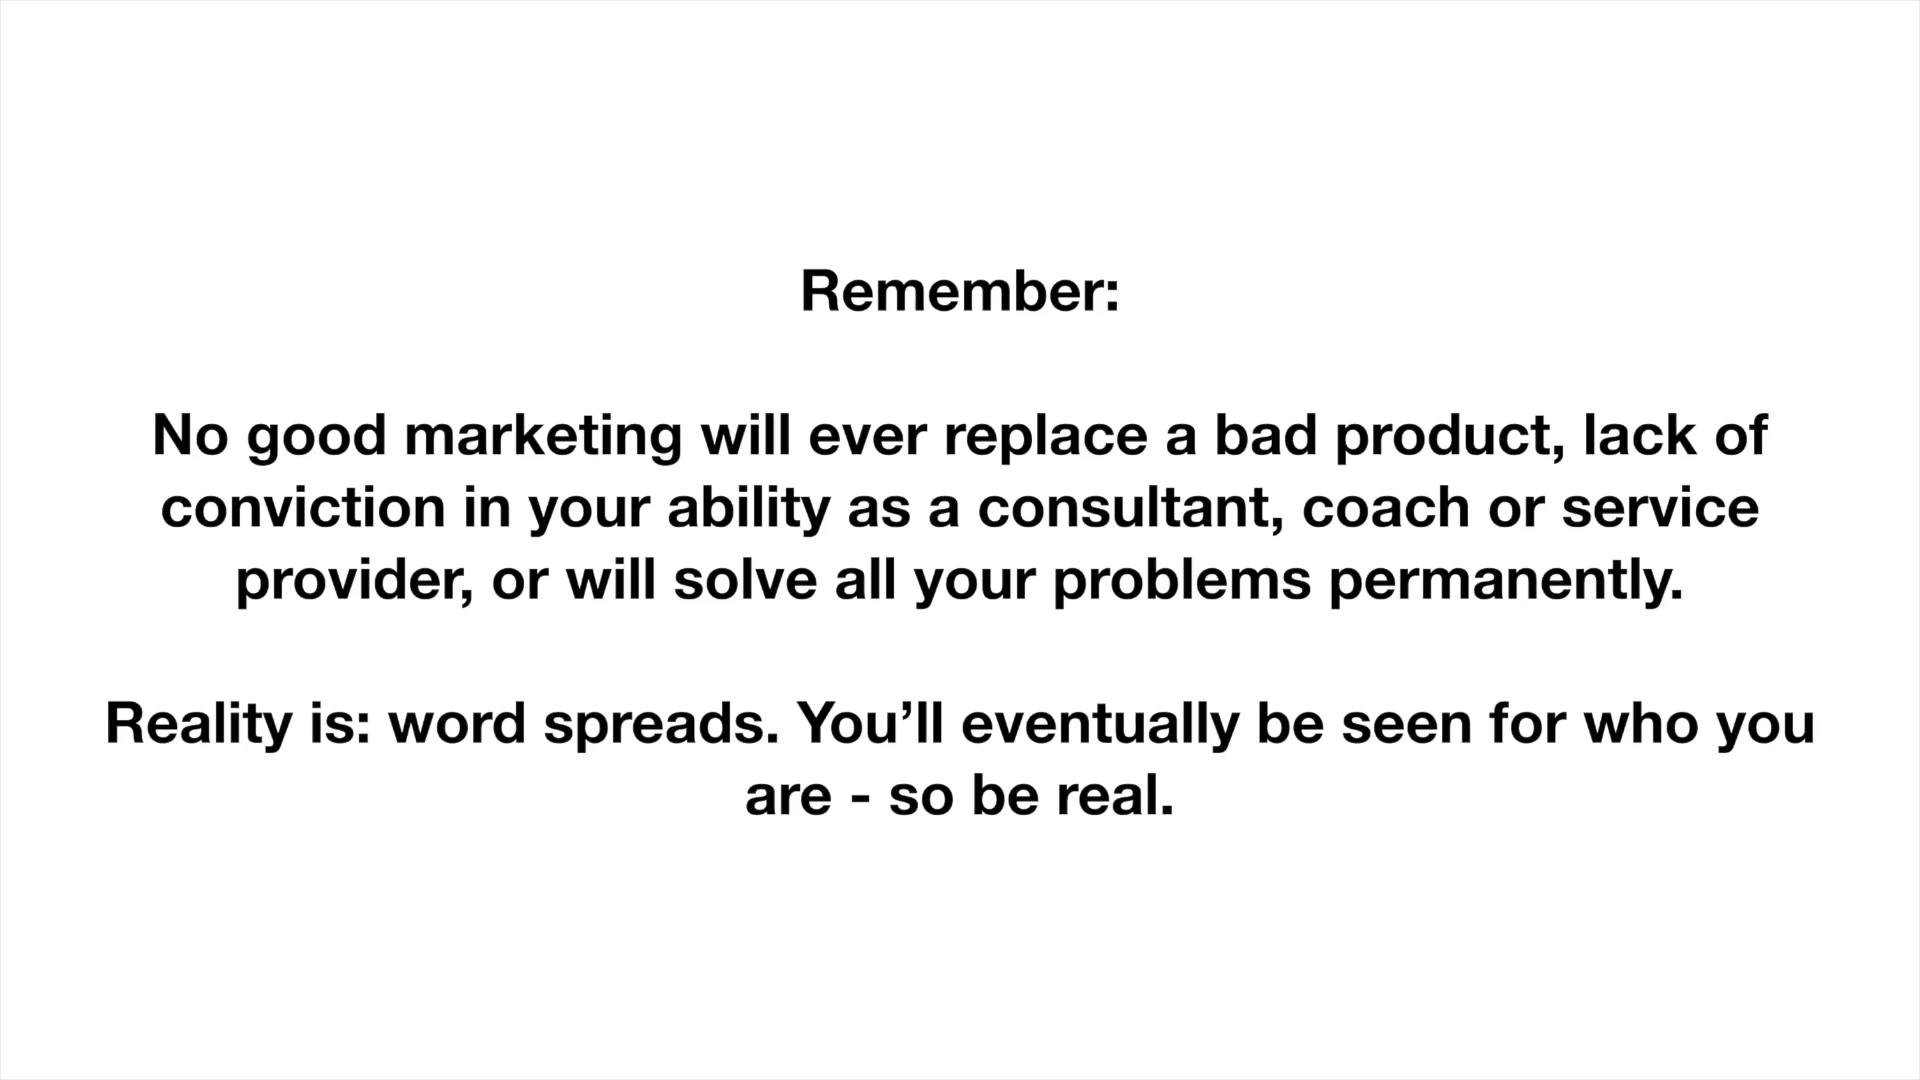 Remember:
No good marketing will ever replace a bad product, lack of
conviction in your ability as a consultant, coach or service
provider, or will solve all your problems permanently.
Reality is: word spreads. You’ll eventually be seen for who you
are - so be real.